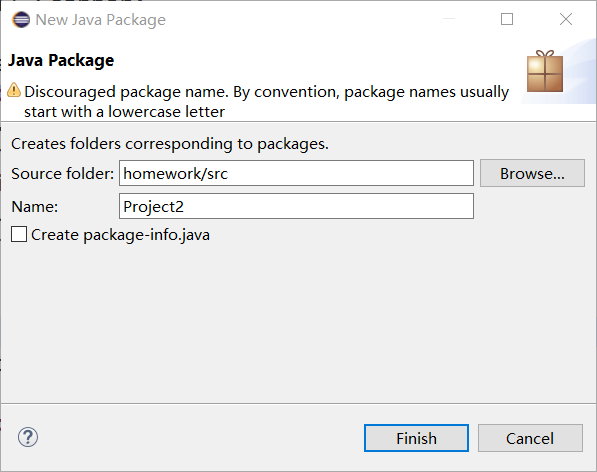 New Java Package
Java Package
Discouraged package name. By convention, package names usually
start with a lowercase letter
Creates folders corresponding to packages.
Source folder: homework/src Browse...
Name: Project2
Create package-info.java
? Finish Cancel